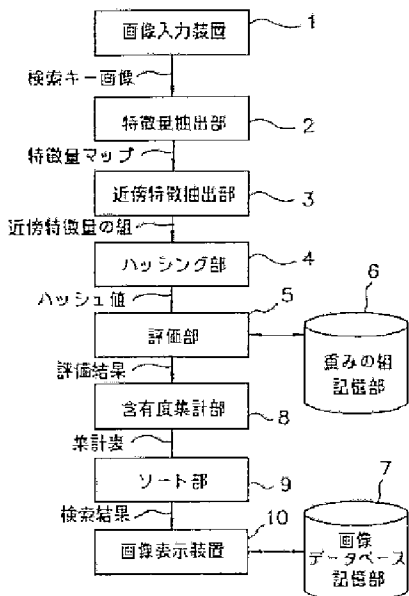 画像入力装置
1
検索キー画像
特徴量抽出部
2
特徴量マップ
近傍特徴抽出部
3
近傍特徴量の組
ハッシング部
4
ハッシュ値
5
評価部
6
重みの組
記憶部
評価結果
含有度集計部
8
集計表
ソート部
9
検索結果
10
画像表示装置
7
画像
データベース
記憶部